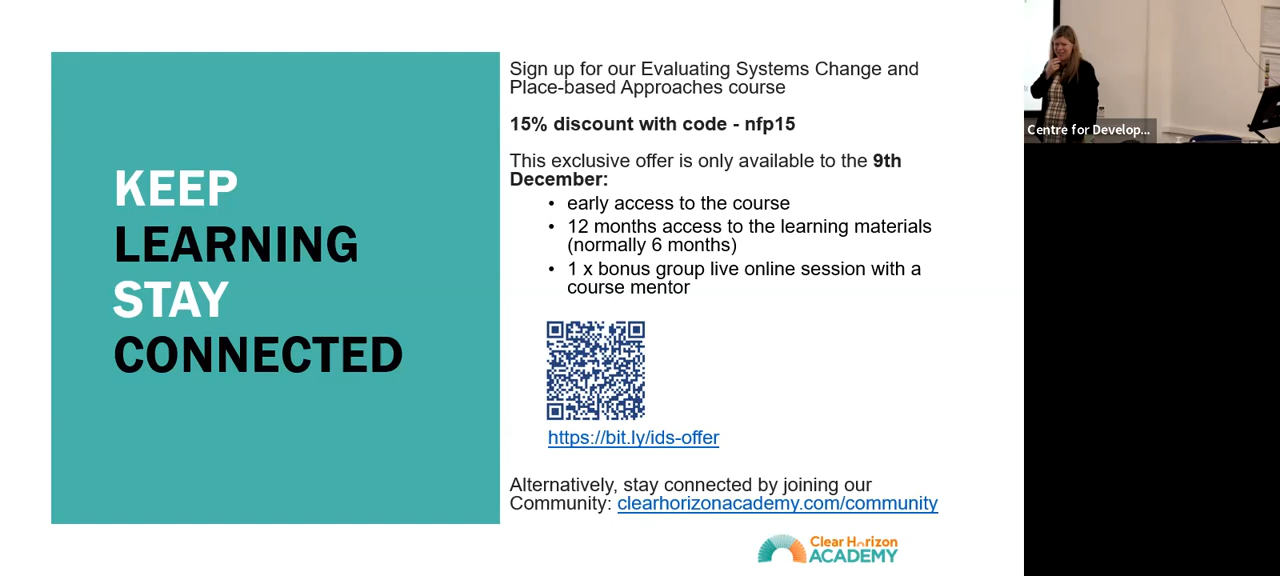 KEEP
LEARNING
STAY
CONNECTED
Sign up for our Evaluating Systems Change and
Place-based Approaches course
15% discount with code - nfp15
This exclusive offer is only available to the 9th
December:
• early access to the course
• 12 months access to the learning materials
(normally 6 months)
• 1 x bonus group live online session with a
course mentor
https://bit.ly/ids-offer
Alternatively, stay connected by joining our
Community: clearhorizonacademy.com/community
Clear Horizon
ACADEMY
Centre for Develop...